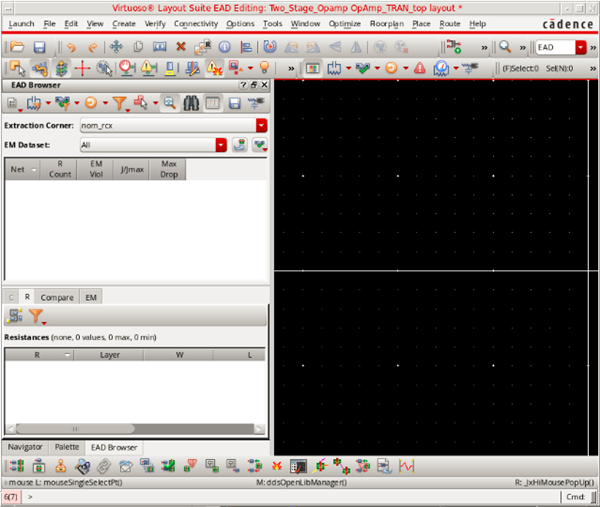 Virtuoso® Layout Suite EAD Editing: Two_Stage_Opamp OpAmp_TRAN_top layout *
Launch File Edit View Create Verify Connectivity Options Tools Window Optimize Floorplan Place Route Help cādence
» » EAD
» » (F)Select:0 Sel(N):0
EAD Browser
Extraction Corner: nom_rcx
EM Dataset: All
Net R Count EM Viol J/Jmax Max Drop
C R Compare EM
Resistances (none, 0 values, 0 max, 0 min)
R Layer W L
Navigator Palette EAD Browser
mouse L: mouseSingleSelectPt() M: ddsOpenLibManager() R: _lxHiMousePopUp()
6(7) > Cmd: